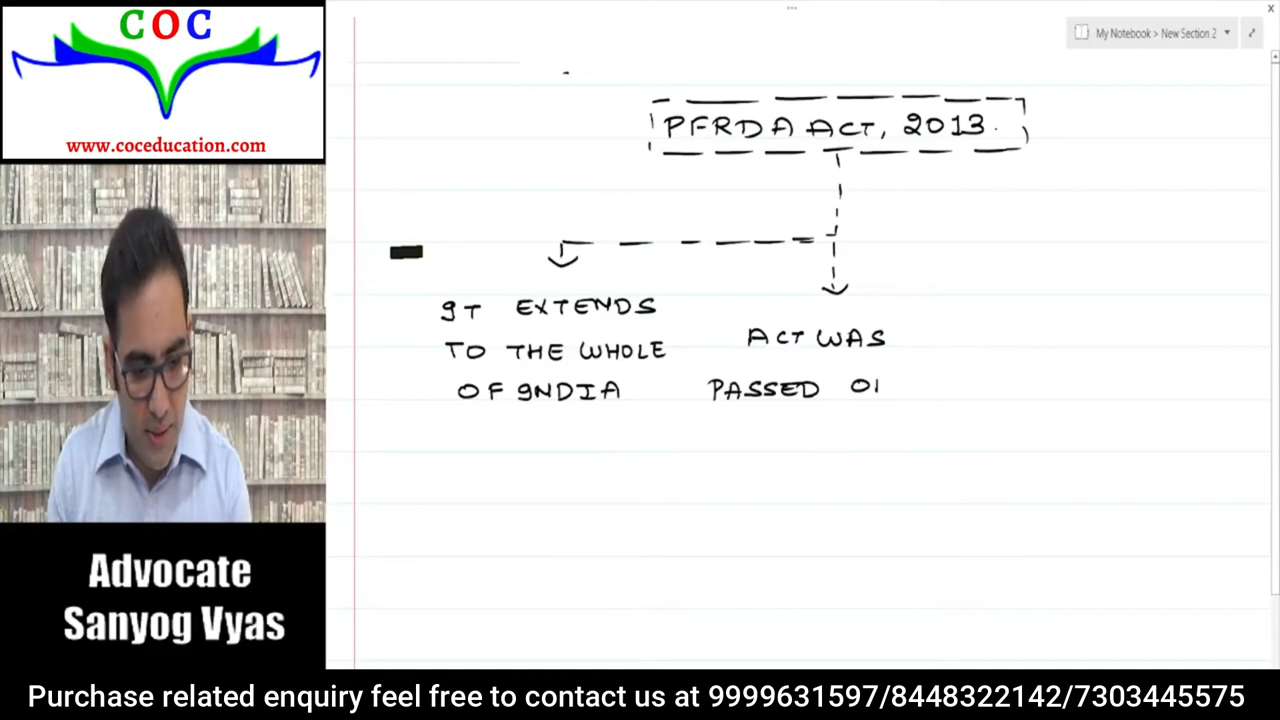 COC
www.coceducation.com
My Notebook > New Section 2
PFRDA ACT, 2013.
IT EXTENDS
TO THE WHOLE
OF INDIA
ACT WAS
PASSED
Advocate
Sanyog Vyas
Purchase related enquiry feel free to contact us at 9999631597/8448322142/7303445575